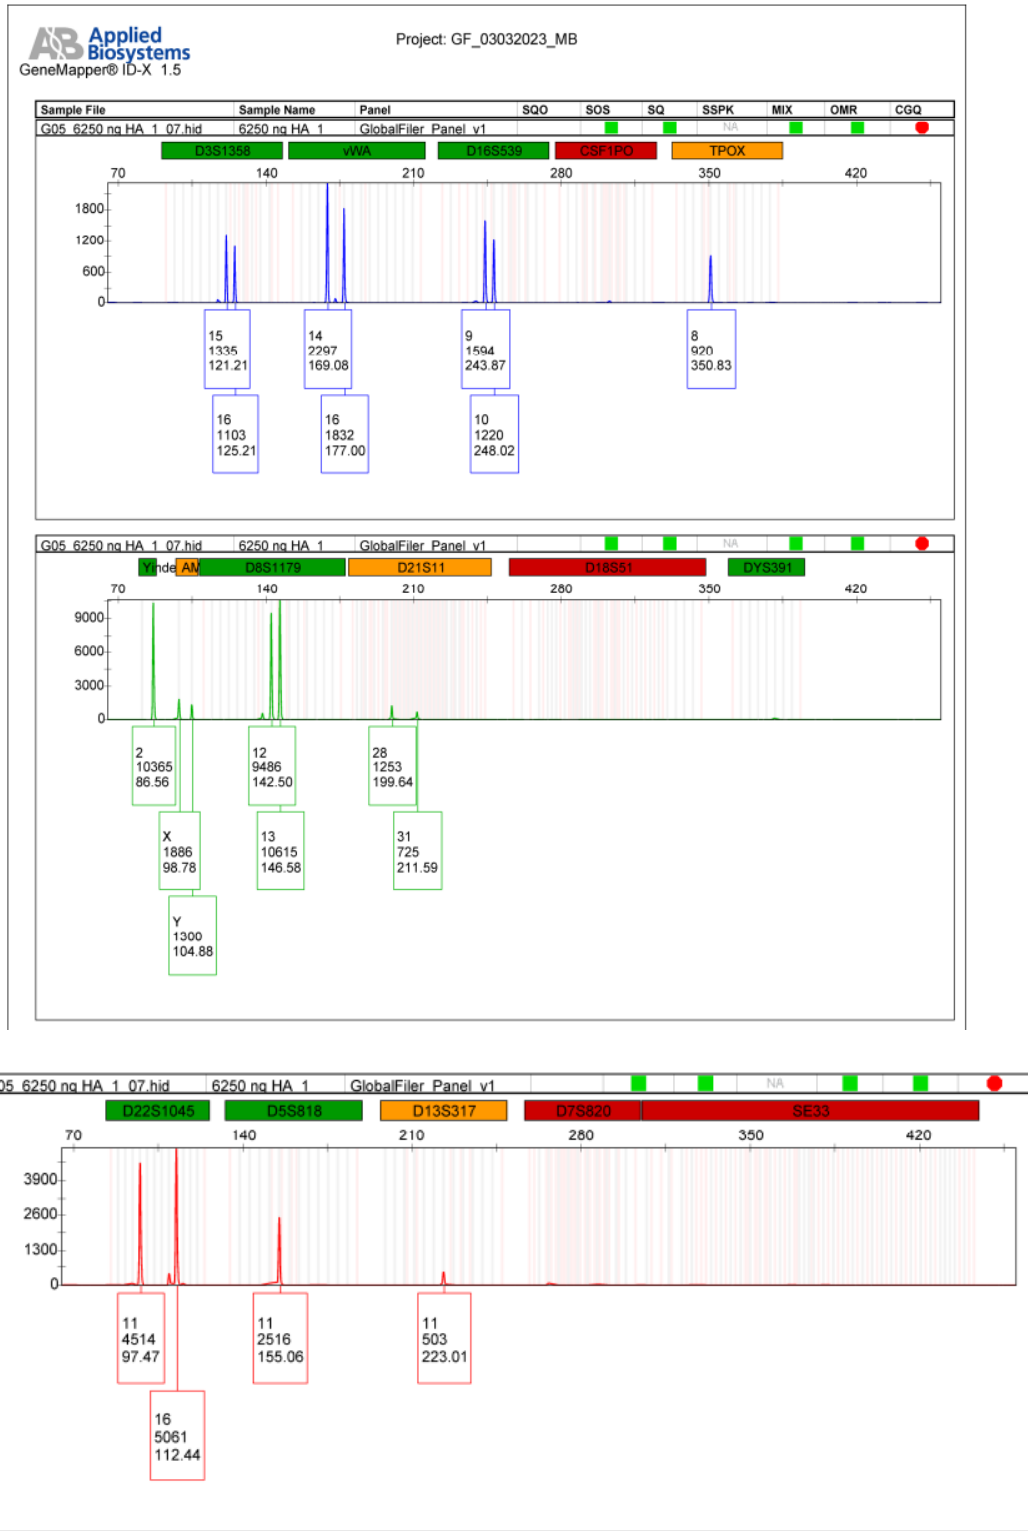 AB Applied
Biosystems
GeneMapper® ID-X 1.5
Project: GF_03032023_MB
Sample File Sample Name Panel SQO SOS SQ SSPK MIX OMR CGQ
G05_6250 ng HA_1_07.hid 6250 ng HA_1 GlobalFiler_Panel_v1 NA
D3S1358 vWA D16S539 CSF1PO TPOX
70 140 210 280 350 420
1800
1200
600
0
15 14 9 8
1335 2297 1594 920
121.21 169.08 243.87 350.83
16 16 10
1103 1832 1220
125.21 177.00 248.02
G05_6250 ng HA_1_07.hid 6250 ng HA_1 GlobalFiler_Panel_v1 NA
Yinde AM D8S1179 D21S11 D18S51 DYS391
70 140 210 280 350 420
9000
6000
3000
0
2 12 28
10365 9486 1253
86.56 142.50 199.64
X 13 31
1886 10615 725
98.78 146.58 211.59
Y
1300
104.88
05_6250 ng HA_1_07.hid 6250 ng HA_1 GlobalFiler_Panel_v1 NA
D22S1045 D5S818 D13S317 D7S820 SE33
70 140 210 280 350 420
3900
2600
1300
0
11 11 11
4514 2516 503
97.47 155.06 223.01
16
5061
112.44